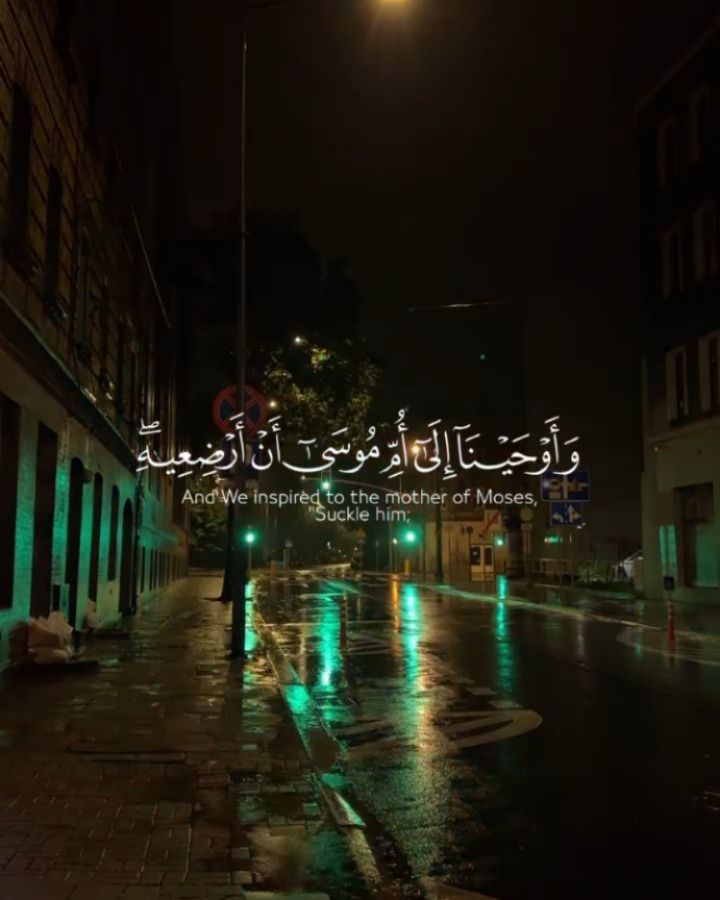 وَأَوْحَيْنَآ إِلَىٰٓ أُمِّ مُوسَىٰٓ أَنْ أَرْضِعِيهِ ۖ
And We inspired to the mother of Moses,
"Suckle him;